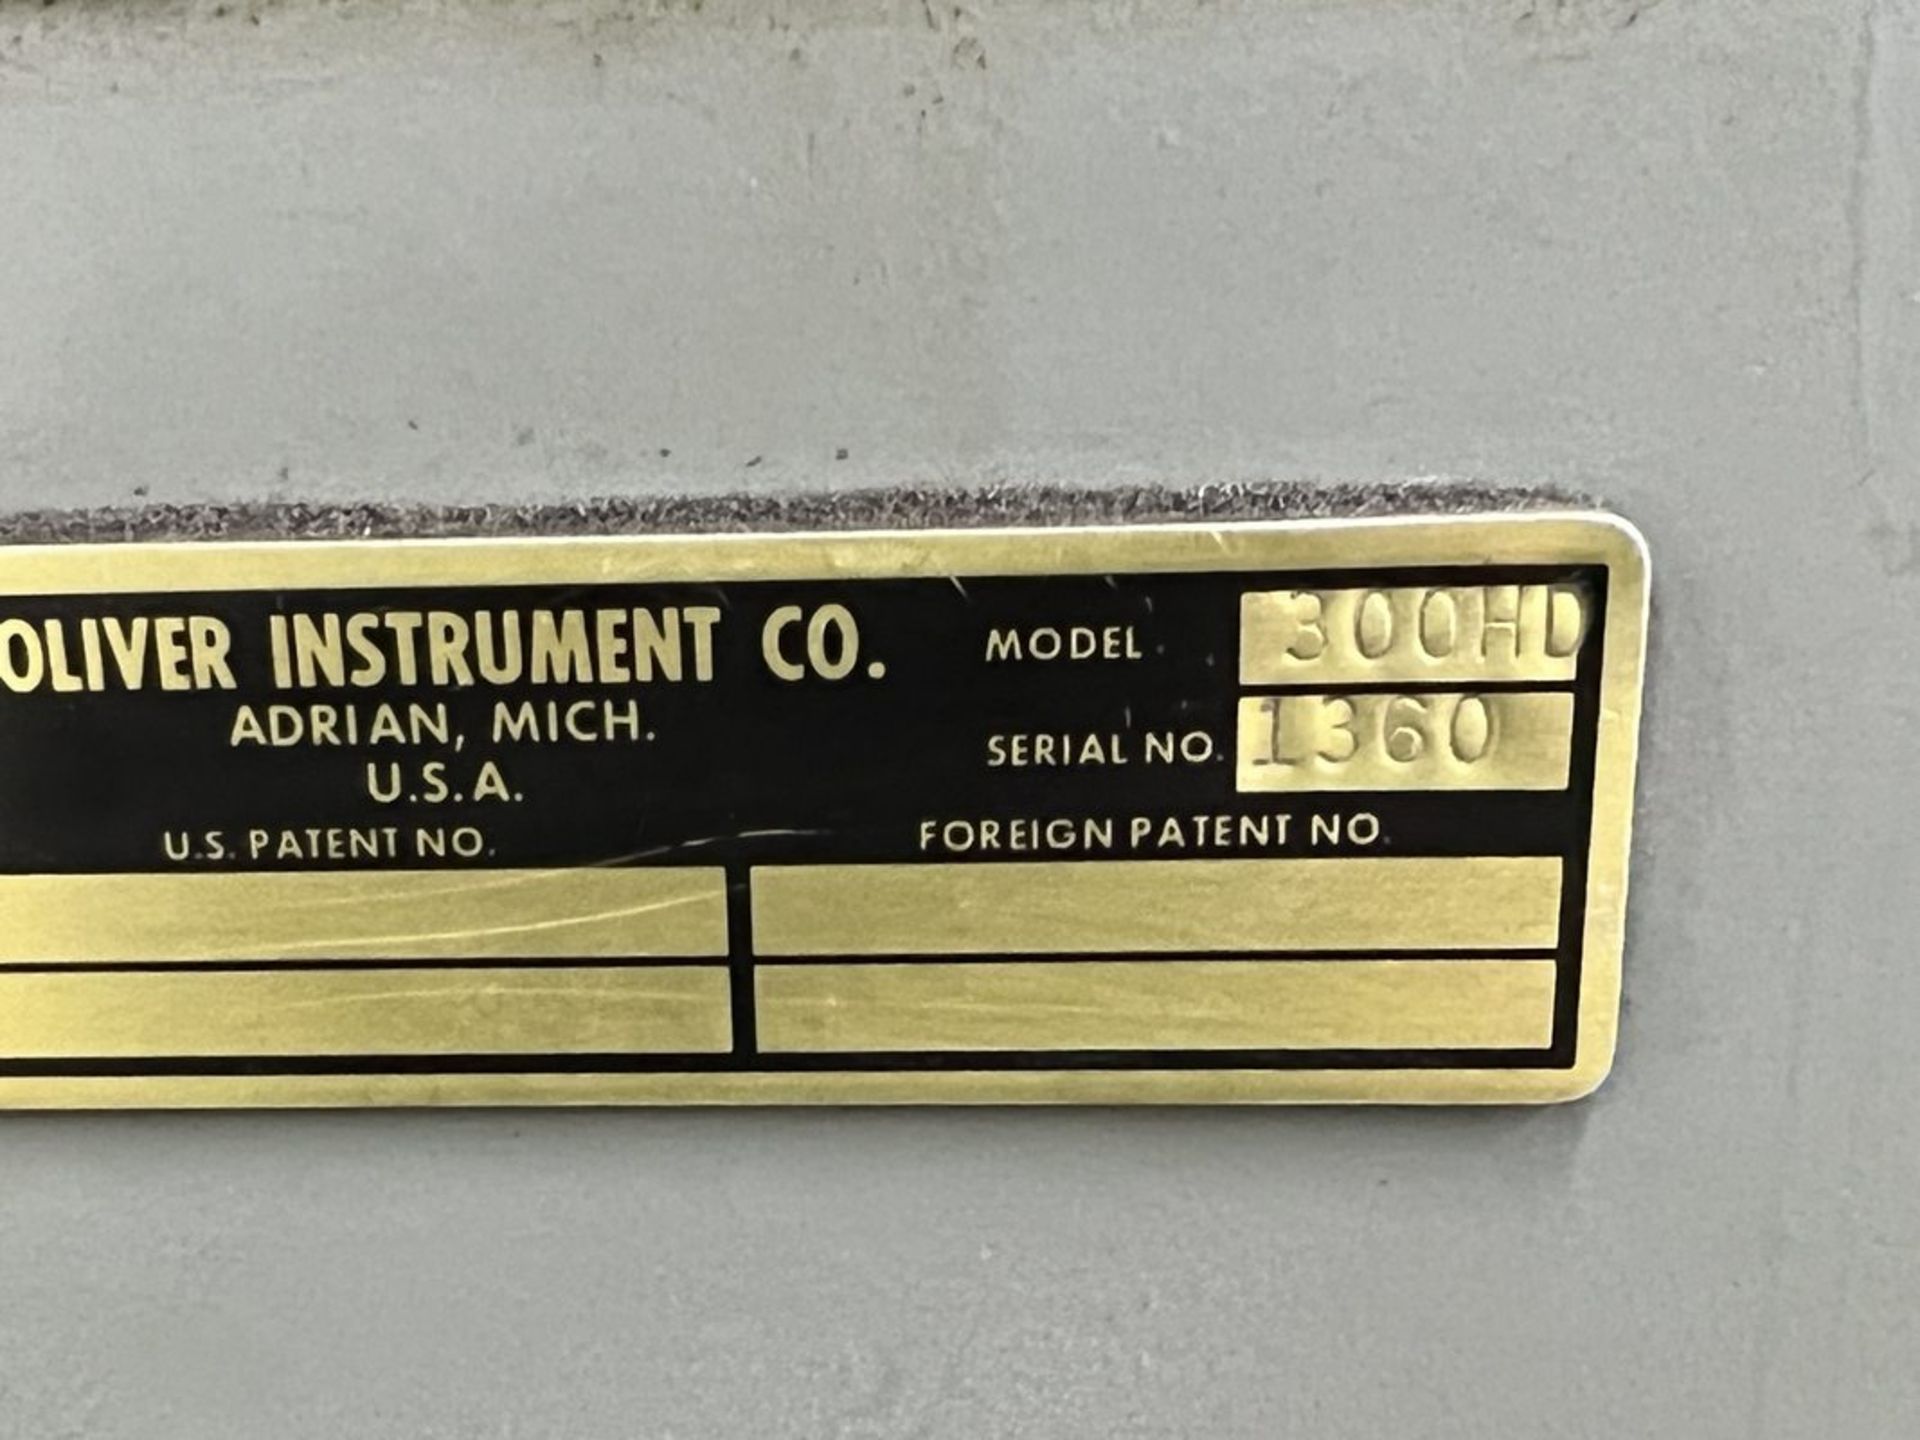 OLIVER INSTRUMENT CO.
ADRIAN, MICH.
U.S.A.
MODEL 300HD
SERIAL NO. 1360
U.S. PATENT NO.
FOREIGN PATENT NO.